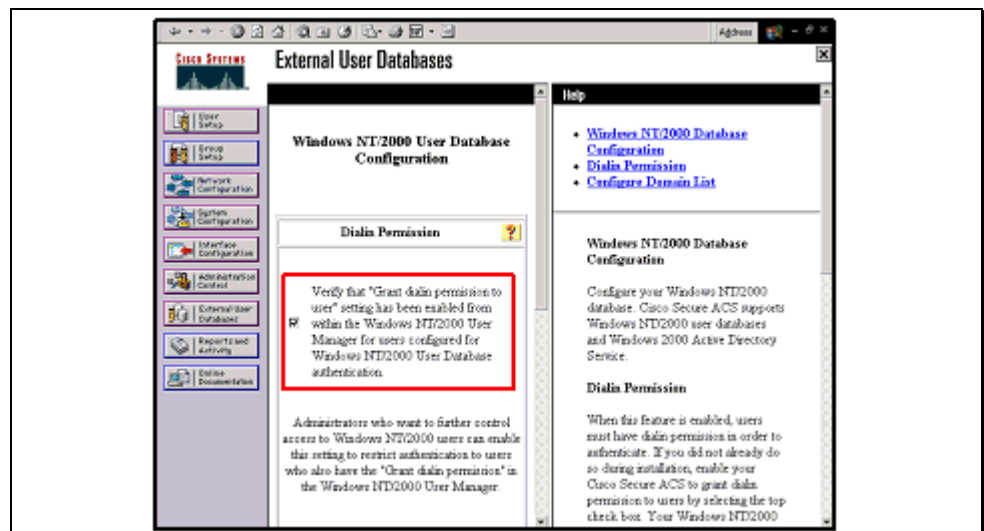 Address
CISCO SYSTEMS
External User Databases
User
Setup
Group
Setup
Network
Configuration
System
Configuration
Interface
Configuration
Administration
Control
External User
Databases
Reports and
Activity
Online
Documentation
Windows NT/2000 User Database
Configuration
Dialin Permission
?
Verify that "Grant dialin permission to
user" setting has been enabled from
within the Windows NT/2000 User
Manager for users configured for
Windows NT/2000 User Database
authentication.
Administrators who want to further control
access to Windows NT/2000 users can enable
this setting to restrict authentication to users
who also have the "Grant dialin permission" in
the Windows NT/2000 User Manager.
Help
Windows NT/2000 Database
Configuration
Dialin Permission
Configure Domain List
Windows NT/2000 Database
Configuration
Configure your Windows NT/2000
database. Cisco Secure ACS supports
Windows NT/2000 user databases
and Windows 2000 Active Directory
Service.
Dialin Permission
When this feature is enabled, users
must have dialin permission in order to
authenticate. If you did not already do
so during installation, enable your
Cisco Secure ACS to grant dialin
permission to users by selecting the top
check box. Your Windows NT/2000